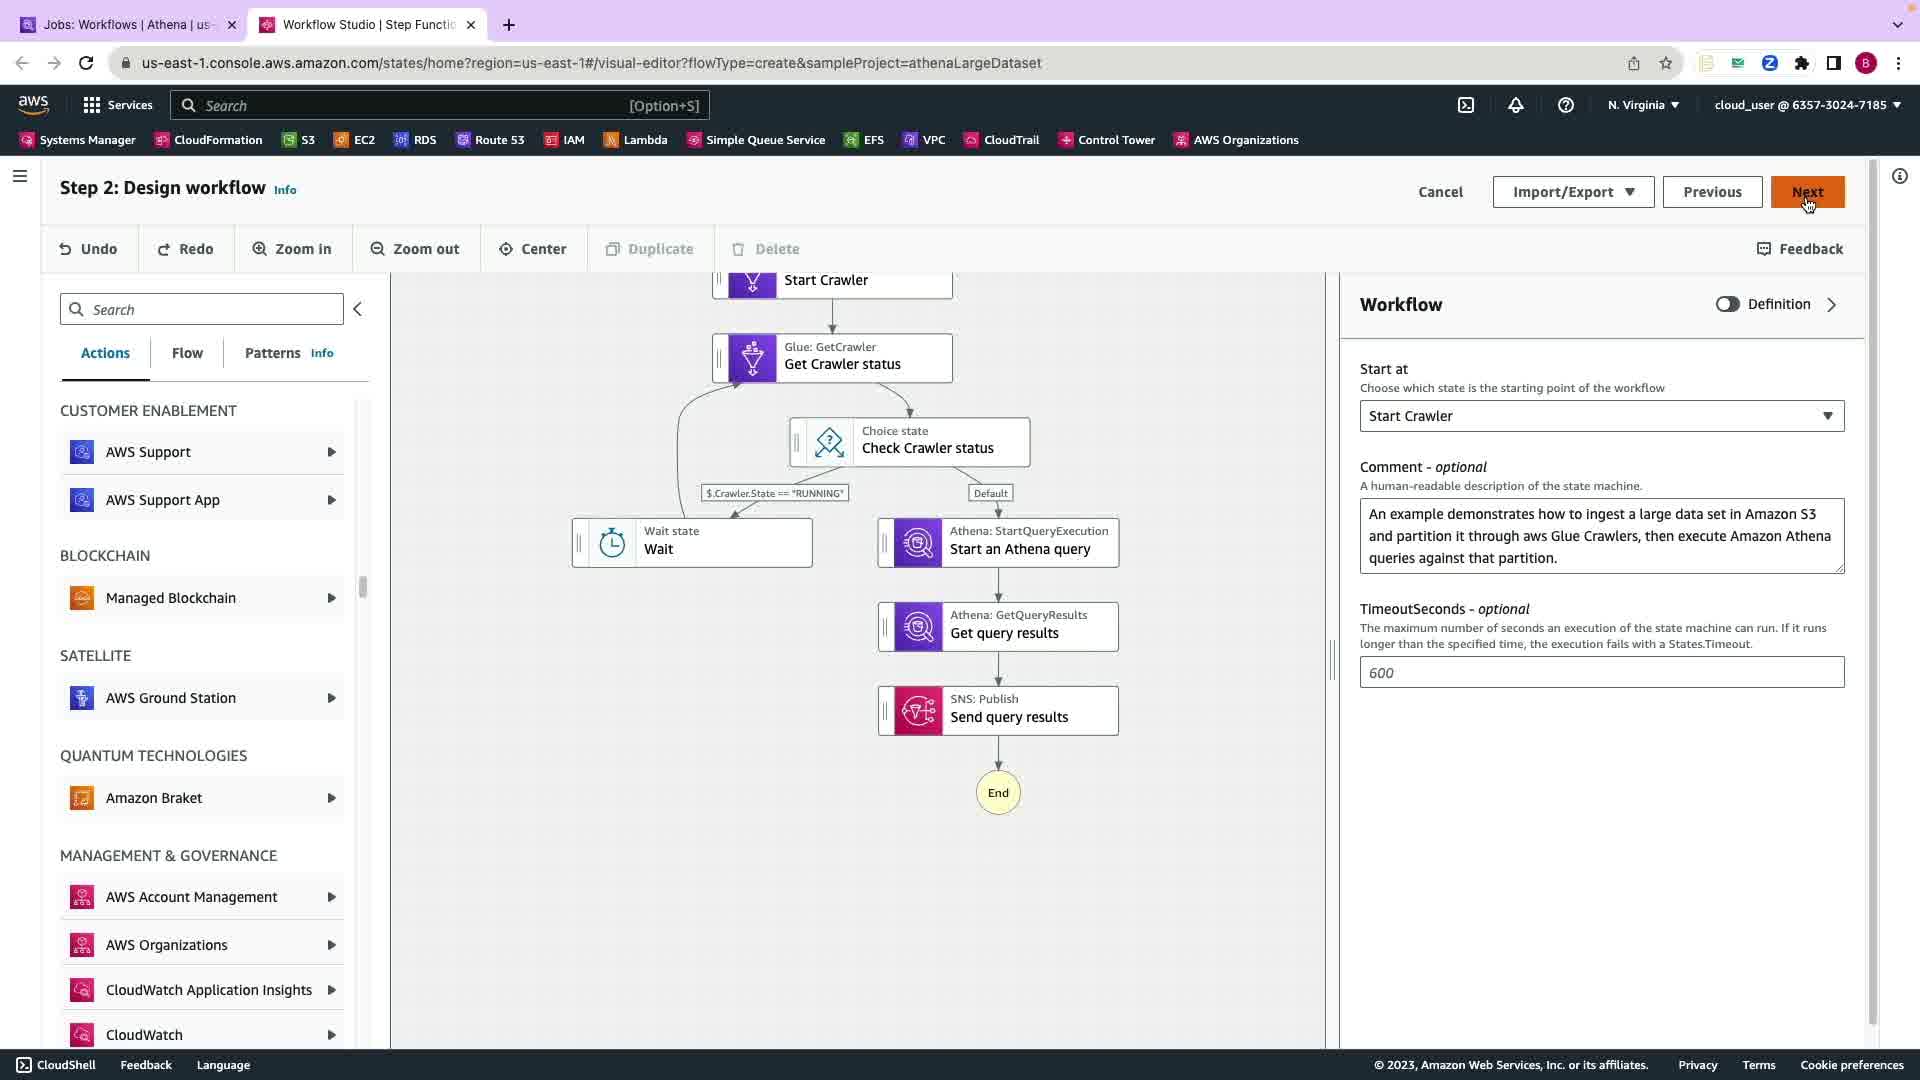 Jobs: Workflows | Athena | us-
Workflow Studio | Step Functio
us-east-1.console.aws.amazon.com/states/home?region=us-east-1#/visual-editor?flowType=create&sampleProject=athenaLargeDataset
B
aws
Services
Search
[Option+S]
N. Virginia
cloud_user @ 6357-3024-7185
Systems Manager
CloudFormation
S3
EC2
RDS
Route 53
IAM
Lambda
Simple Queue Service
EFS
VPC
CloudTrail
Control Tower
AWS Organizations
Step 2: Design workflow Info
Cancel
Import/Export
Previous
Next
Undo
Redo
Zoom in
Zoom out
Center
Duplicate
Delete
Feedback
Search
Actions
Flow
Patterns Info
CUSTOMER ENABLEMENT
AWS Support
AWS Support App
BLOCKCHAIN
Managed Blockchain
SATELLITE
AWS Ground Station
QUANTUM TECHNOLOGIES
Amazon Braket
MANAGEMENT & GOVERNANCE
AWS Account Management
AWS Organizations
CloudWatch Application Insights
CloudWatch
Start Crawler
Glue: GetCrawler
Get Crawler status
Choice state
Check Crawler status
$.Crawler.State == "RUNNING"
Default
Wait state
Wait
Athena: StartQueryExecution
Start an Athena query
Athena: GetQueryResults
Get query results
SNS: Publish
Send query results
End
Workflow
Definition
Start at
Choose which state is the starting point of the workflow
Start Crawler
Comment - optional
A human-readable description of the state machine.
An example demonstrates how to ingest a large data set in Amazon S3
and partition it through aws Glue Crawlers, then execute Amazon Athena
queries against that partition.
TimeoutSeconds - optional
The maximum number of seconds an execution of the state machine can run. If it runs
longer than the specified time, the execution fails with a States.Timeout.
600
CloudShell
Feedback
Language
© 2023, Amazon Web Services, Inc. or its affiliates.
Privacy
Terms
Cookie preferences